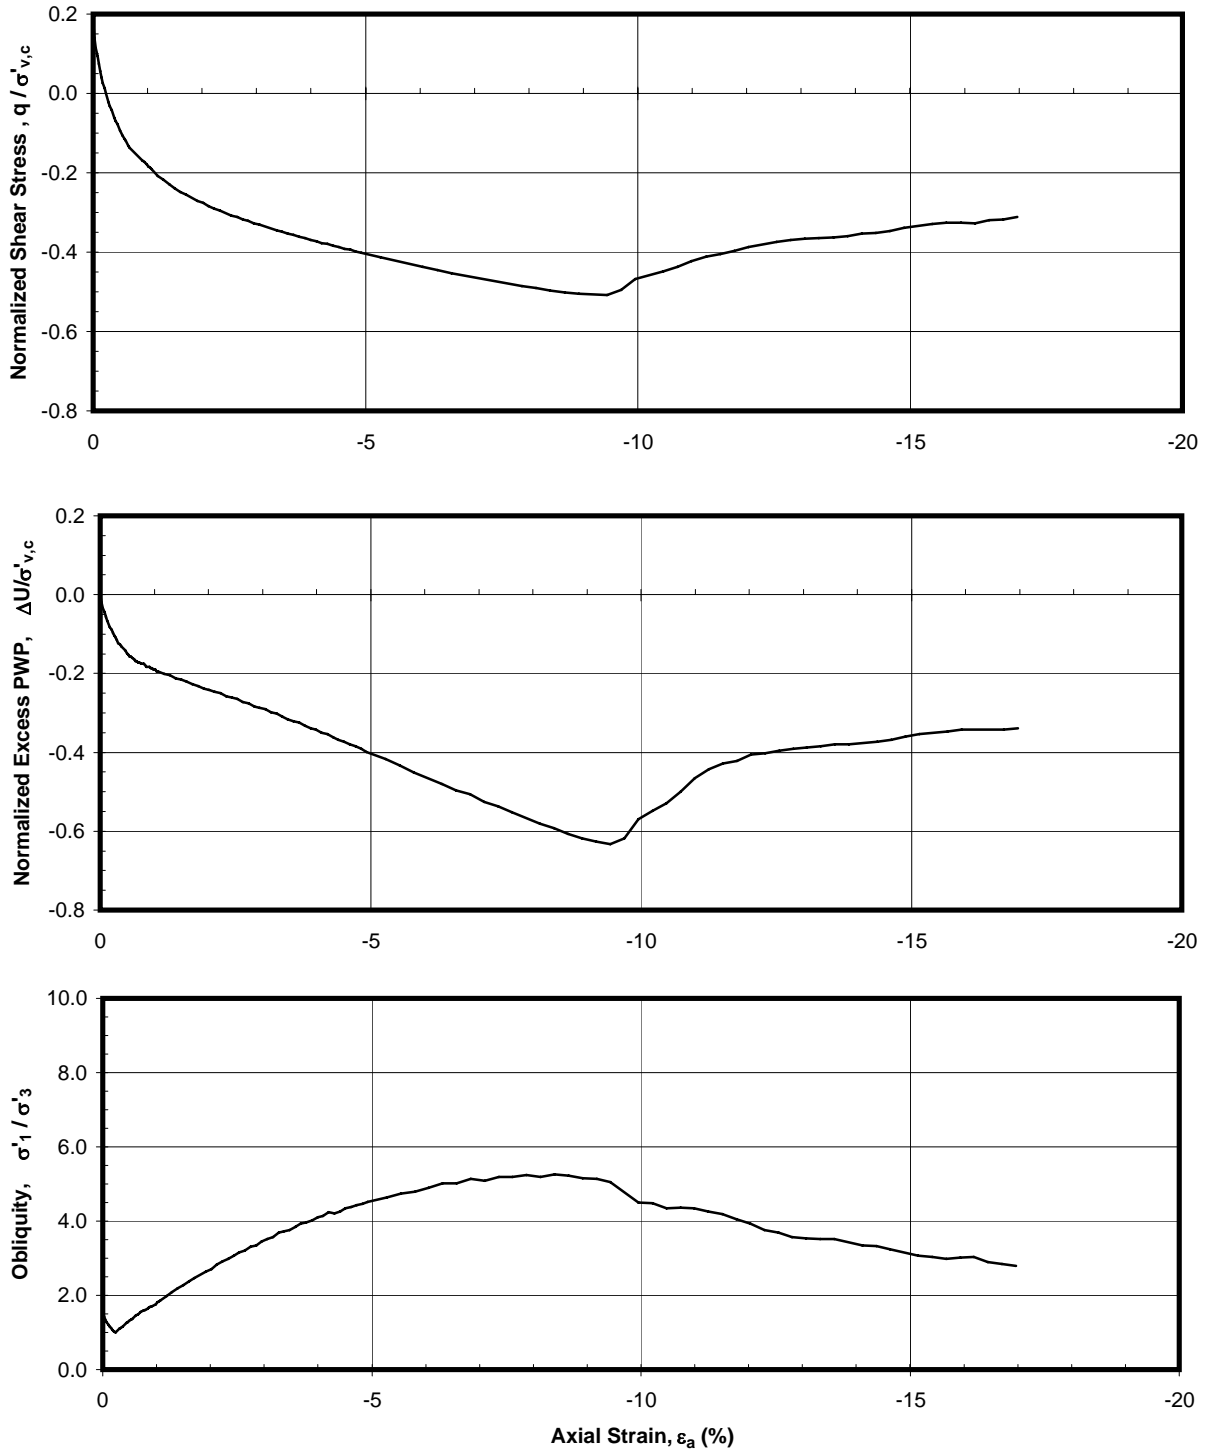 Normalized Shear Stress , q / σ'v,c
0.2
0.0
-0.2
-0.4
-0.6
-0.8
0 -5 -10 -15 -20
Normalized Excess PWP, ΔU/σ'v,c
0.2
0.0
-0.2
-0.4
-0.6
-0.8
0 -5 -10 -15 -20
Obliquity, σ'1 / σ'3
10.0
8.0
6.0
4.0
2.0
0.0
0 -5 -10 -15 -20
Axial Strain, εa (%)